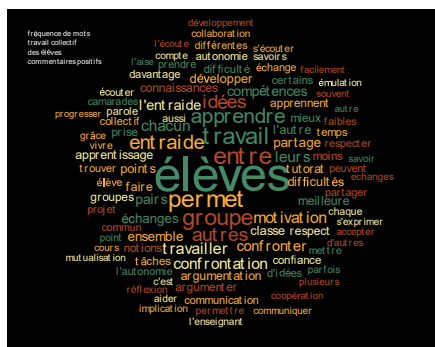 fréquence de mots
travail collectif
des élèves
commentaires positifs
développement
collaboration
l'écoute différentes s'écouter
compte autonomie savoirs
l'aise prendre difficulté échange facilement
davantage développer certains émulation
écouter connaissances compétences souvent
camarades l'entraide idées apprennent
progresser parole apprendre autre
collectif aussi chacun mieux faibles
grâce prise entraide travail l'autre temps
vivre partage respecter
apprentissage entre leurs moins savoir
trouver points élèves tutorat peuvent
élève faire difficultés échanges
groupes pairs permet meilleure partager
projet échanges groupe motivation chaque
s'exprimer
commun autres classe respect accepter
point ensemble d'autres
cours notions travailler confronter mettre
mutualisation tâches confrontation confiance
l'autonomie d'idées parfois
c'est argumentation plusieurs
réflexion argumenter
aider communication coopération
implication permettre communiquer
l'enseignant